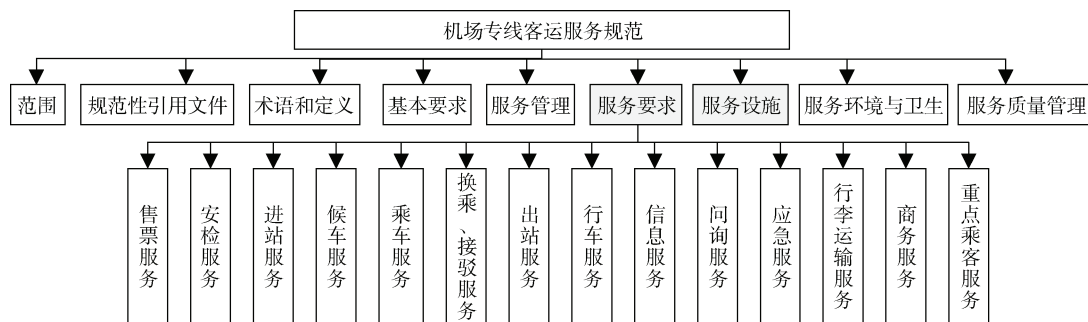 机场专线客运服务规范
范围
规范性引用文件
术语和定义
基本要求
服务管理
服务要求
服务设施
服务环境与卫生
服务质量管理
售票服务
安检服务
进站服务
候车服务
乘车服务
换乘、接驳服务
出站服务
行车服务
信息服务
问询服务
应急服务
行李运输服务
商务服务
重点乘客服务